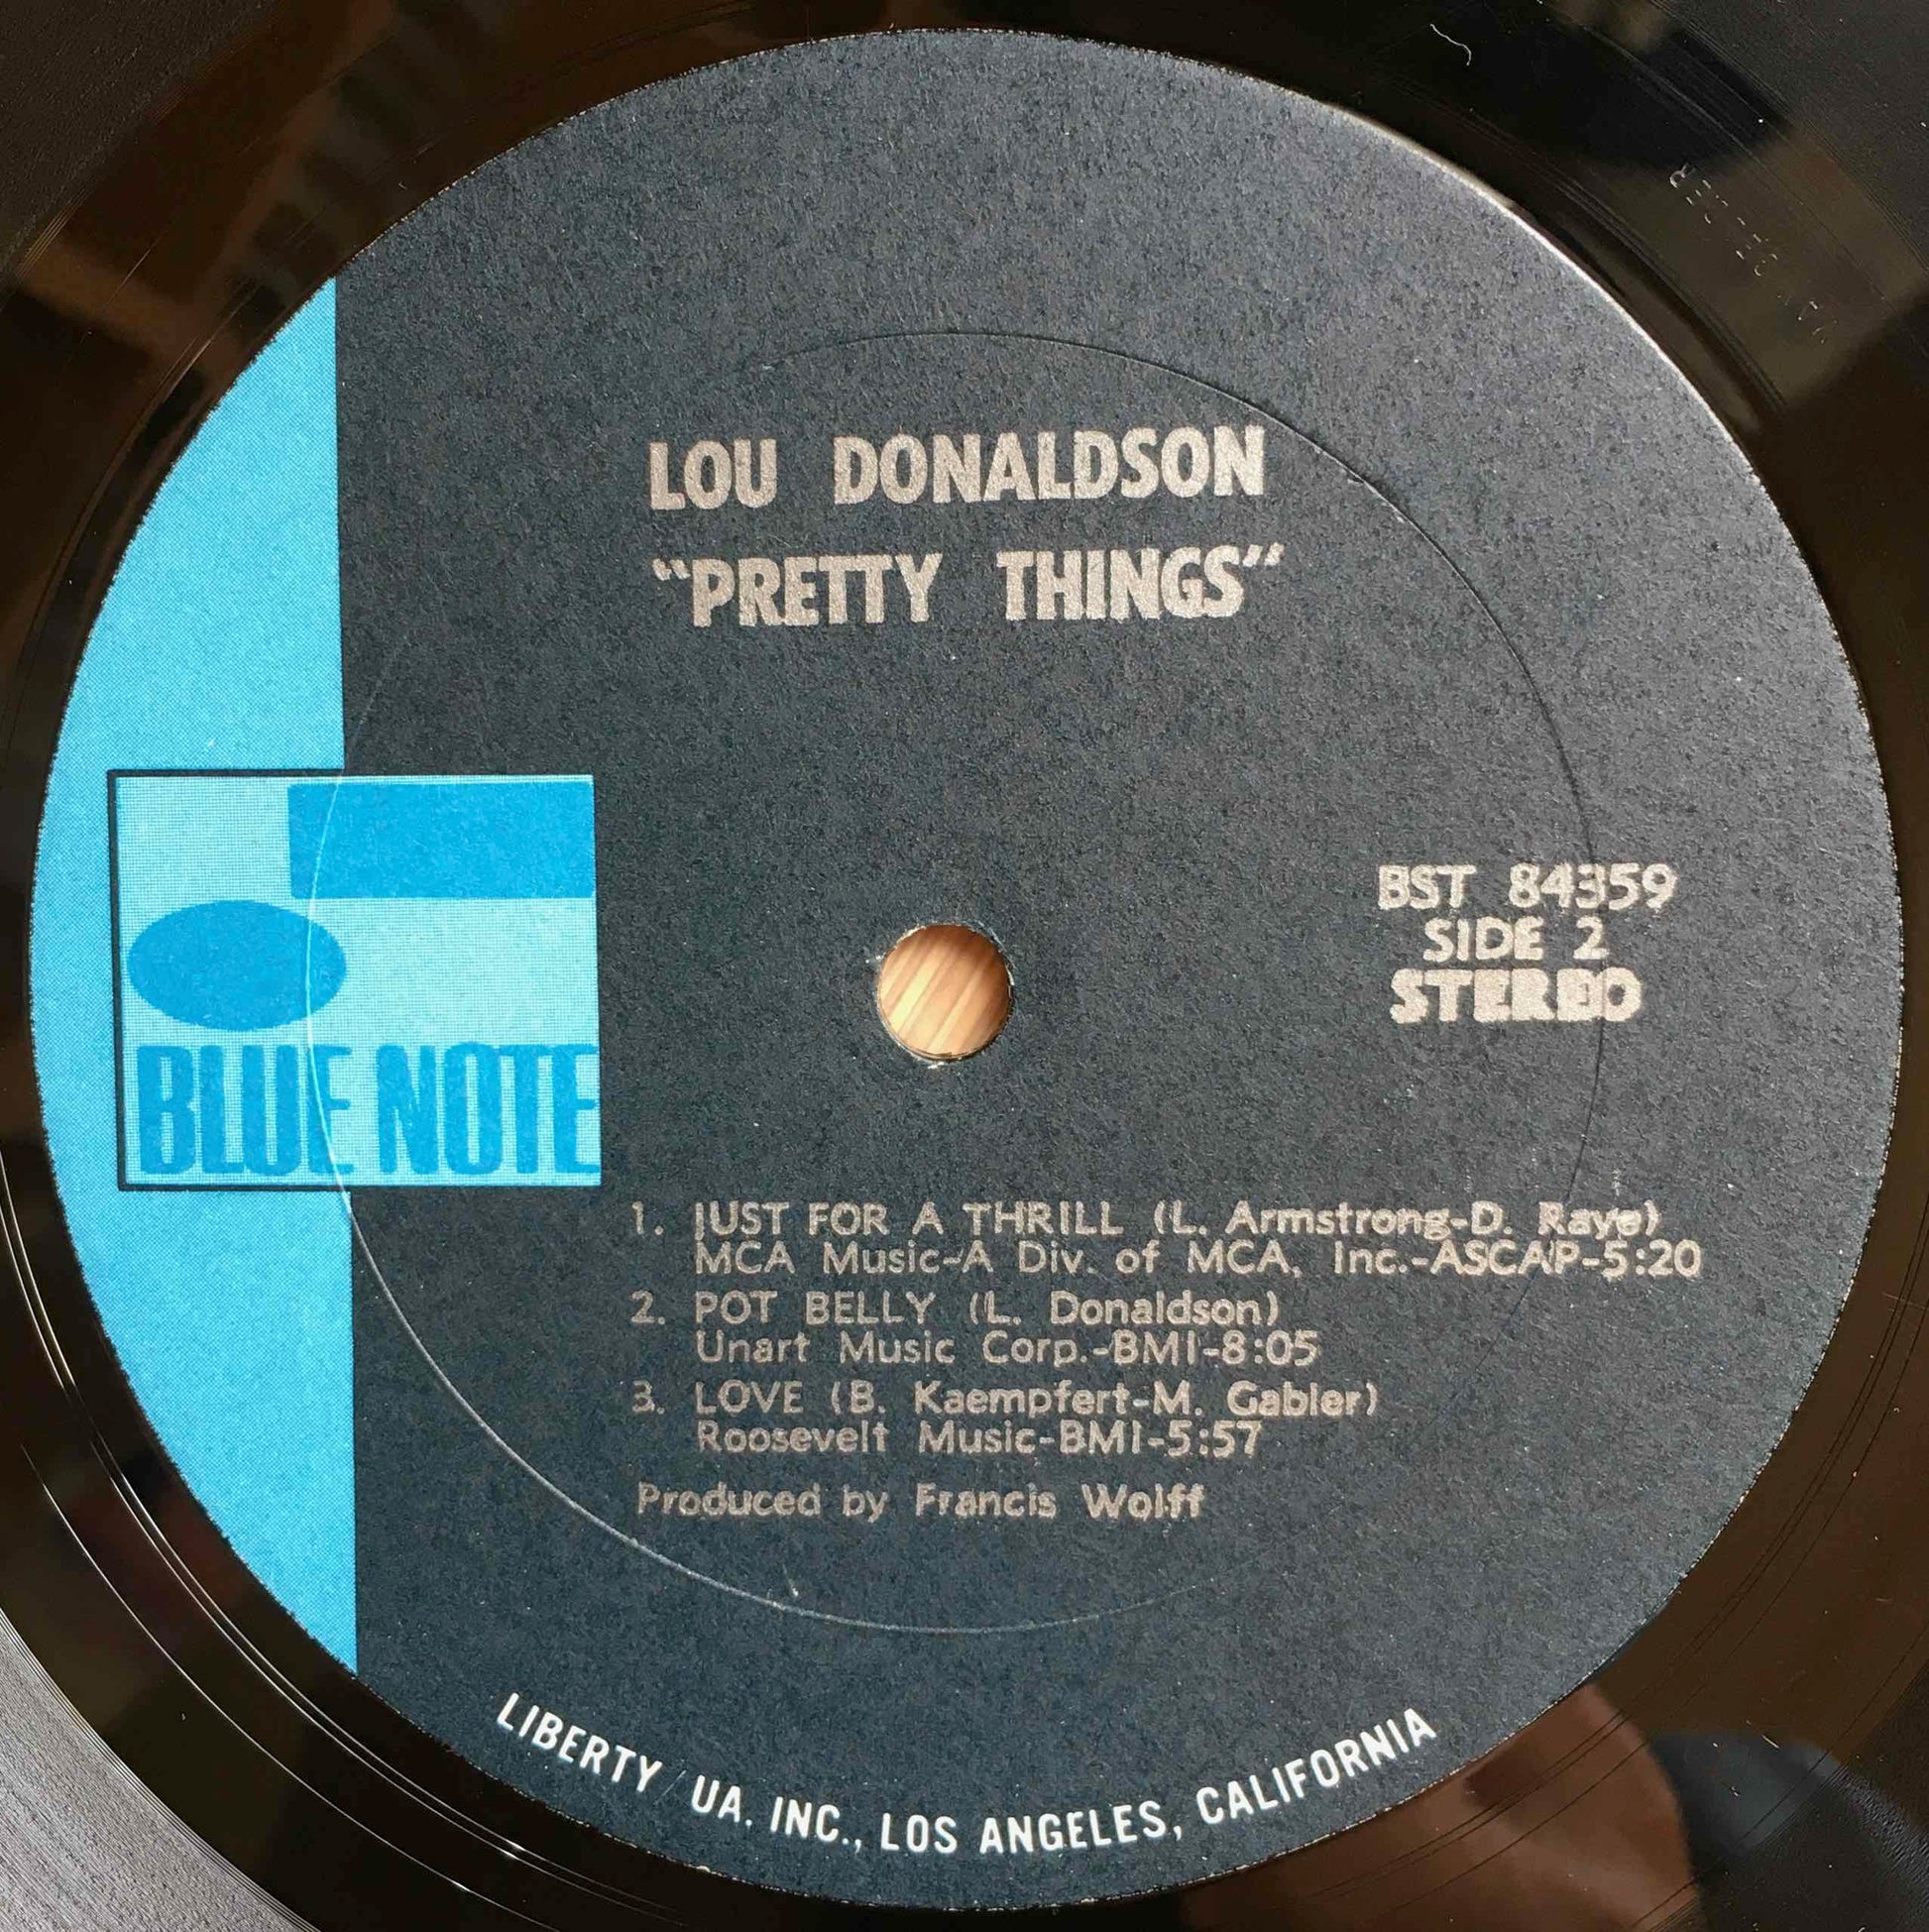 LOU DONALDSON
"PRETTY THINGS"
BLUE NOTE
BST 84359
SIDE 2
STEREO
1. JUST FOR A THRILL (L. Armstrong-D. Raye)
MCA Music-A Div. of MCA, Inc.-ASCAP-5:20
2. POT BELLY (L. Donaldson)
Unart Music Corp.-BMI-8:05
3. LOVE (B. Kaempfert-M. Gabler)
Roosevelt Music-BMI-5:57
Produced by Francis Wolff
LIBERTY / UA, INC., LOS ANGELES, CALIFORNIA